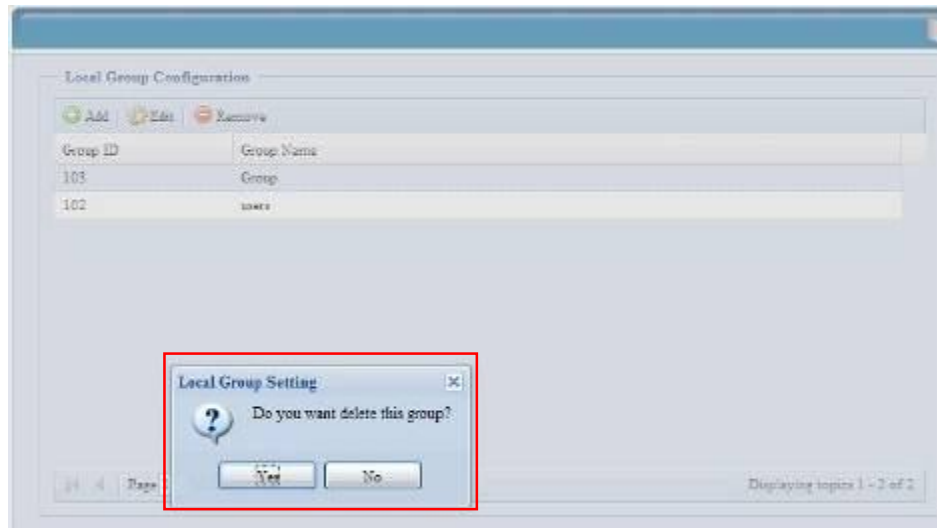 Local Group Configuration
Add Edit Remove
Group ID Group Name
103 Group
102 users
Local Group Setting
Do you want delete this group?
Yes No
Page
Displaying topics 1 - 2 of 2